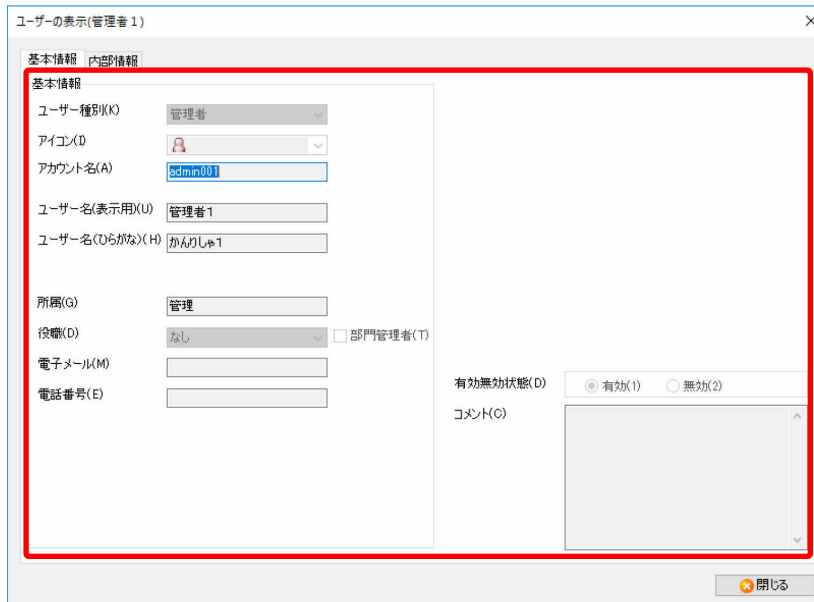 ユーザーの表示(管理者1)
基本情報 内部情報
基本情報
ユーザー種別(K) 管理者
アイコン(I)
アカウント名(A) admin001
ユーザー名(表示用)(U) 管理者1
ユーザー名(ひらがな)(H) かんりしゃ1
所属(G) 管理
役職(D) なし 部門管理者(T)
電子メール(M)
電話番号(E)
有効無効状態(D) 有効(1) 無効(2)
コメント(C)
閉じる